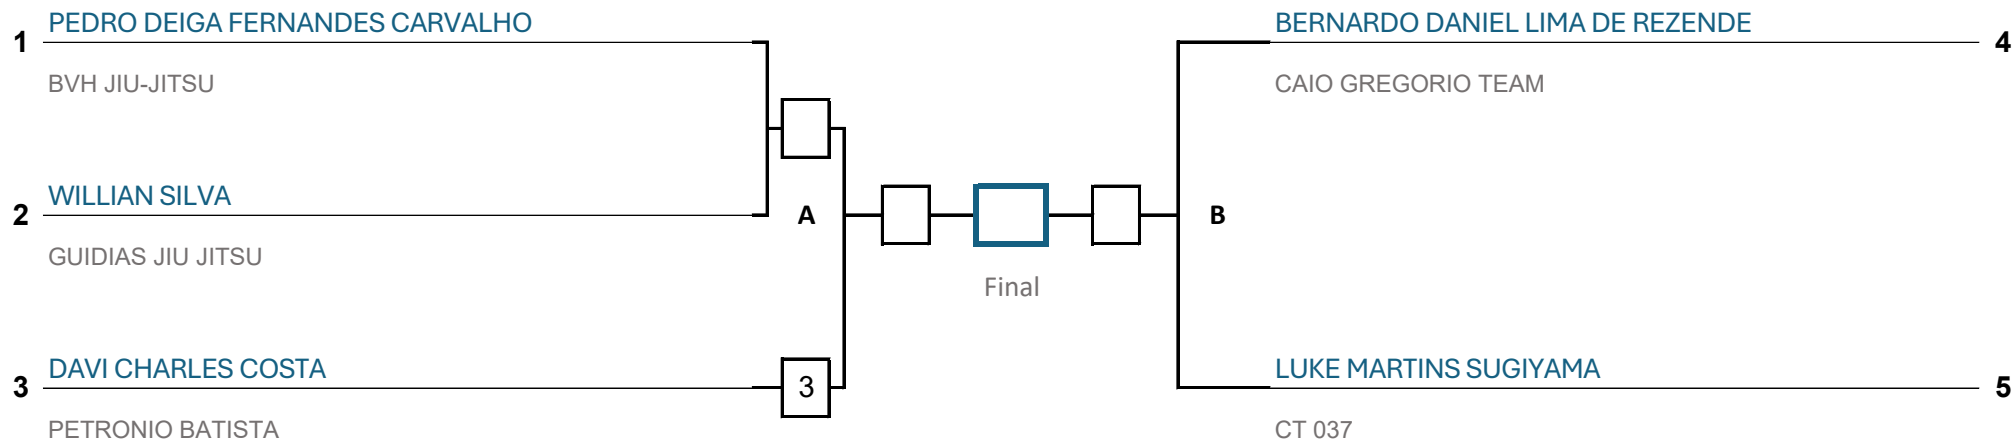 1 PEDRO DEIGA FERNANDES CARVALHO
BVH JIU-JITSU
2 WILLIAN SILVA
GUIDIAS JIU JITSU
A
3 DAVI CHARLES COSTA
3
PETRONIO BATISTA
Final
BERNARDO DANIEL LIMA DE REZENDE 4
CAIO GREGORIO TEAM
B
LUKE MARTINS SUGIYAMA 5
CT 037